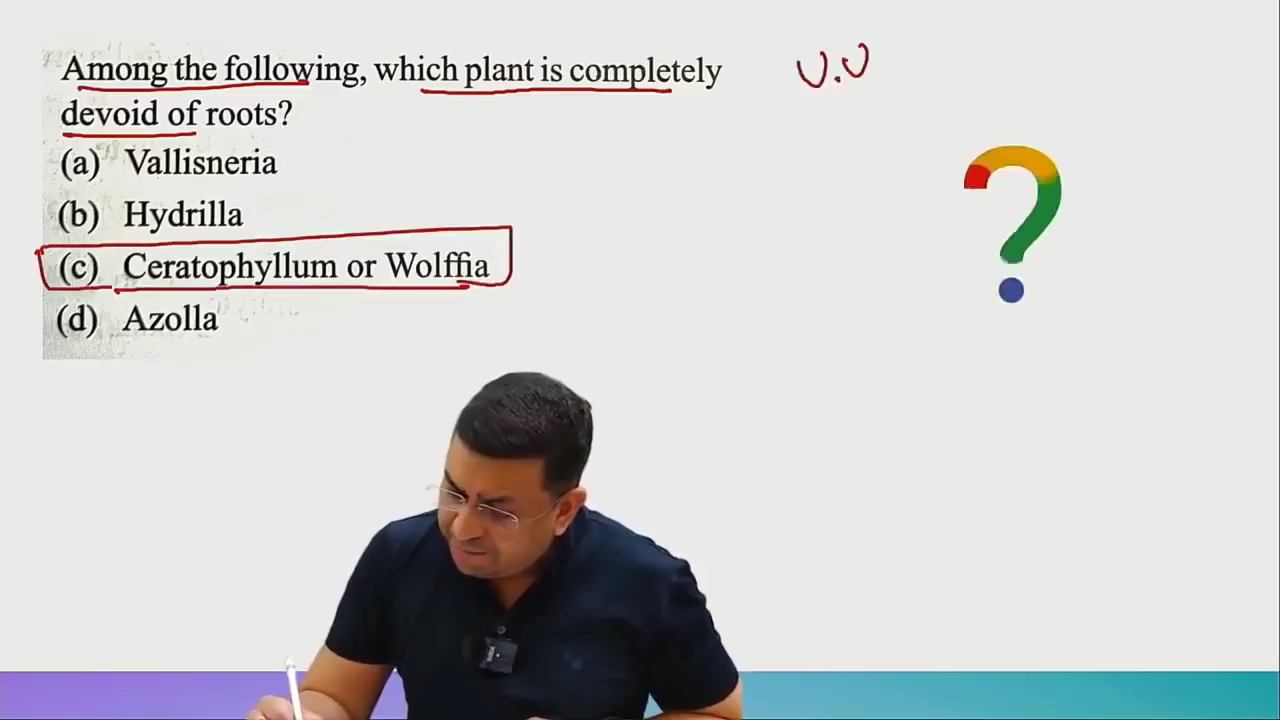 Among the following, which plant is completely
devoid of roots?
(a) Vallisneria
(b) Hydrilla
(c) Ceratophyllum or Wolffia
(d) Azolla